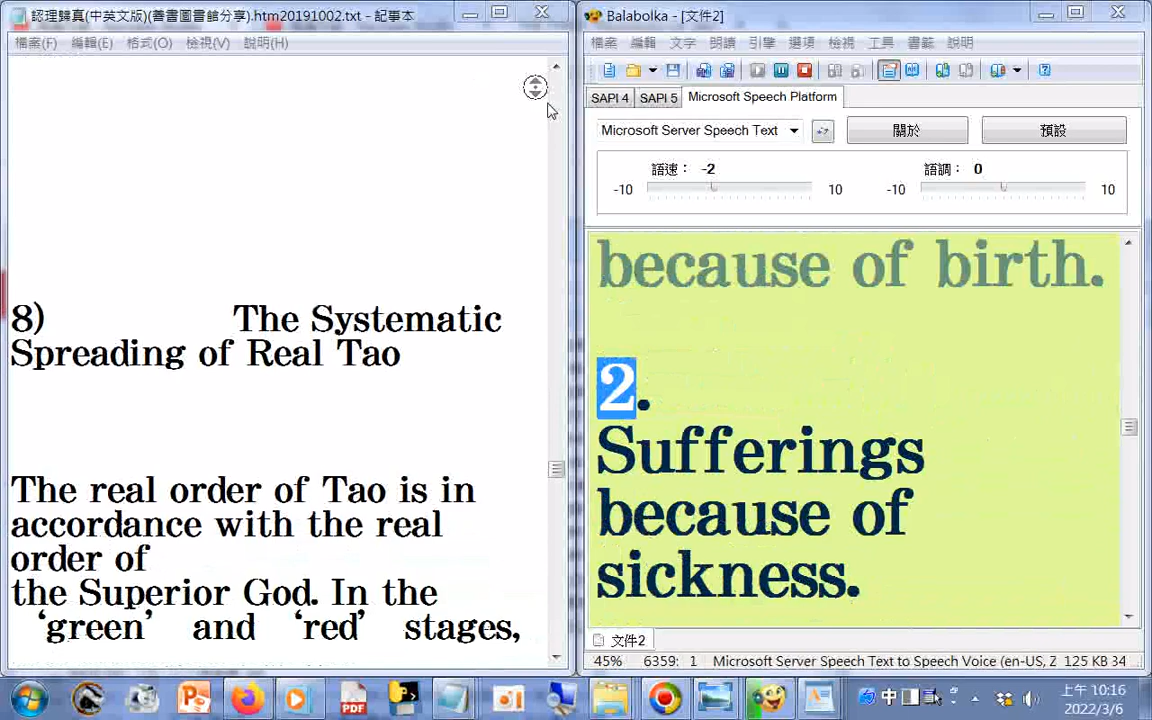 認理歸真(中英文版)(善書圖書館分享).htm20191002.txt - 記事本
檔案(F) 編輯(E) 格式(O) 檢視(V) 說明(H)
8) The Systematic
Spreading of Real Tao
The real order of Tao is in
accordance with the real
order of
the Superior God. In the
‘green’ and ‘red’ stages,
Balabolka - [文件2]
檔案 編輯 文字 朗讀 引擎 選項 檢視 工具 書籤 說明
SAPI 4 SAPI 5 Microsoft Speech Platform
Microsoft Server Speech Text 關於 預設
語速： -2 語調： 0
-10 10 -10 10
because of birth.
2.
Sufferings
because of
sickness.
文件2
45% 6359: 1 Microsoft Server Speech Text to Speech Voice (en-US, Z 125 KB 34
PDF 中 上午 10:16
2022/3/6